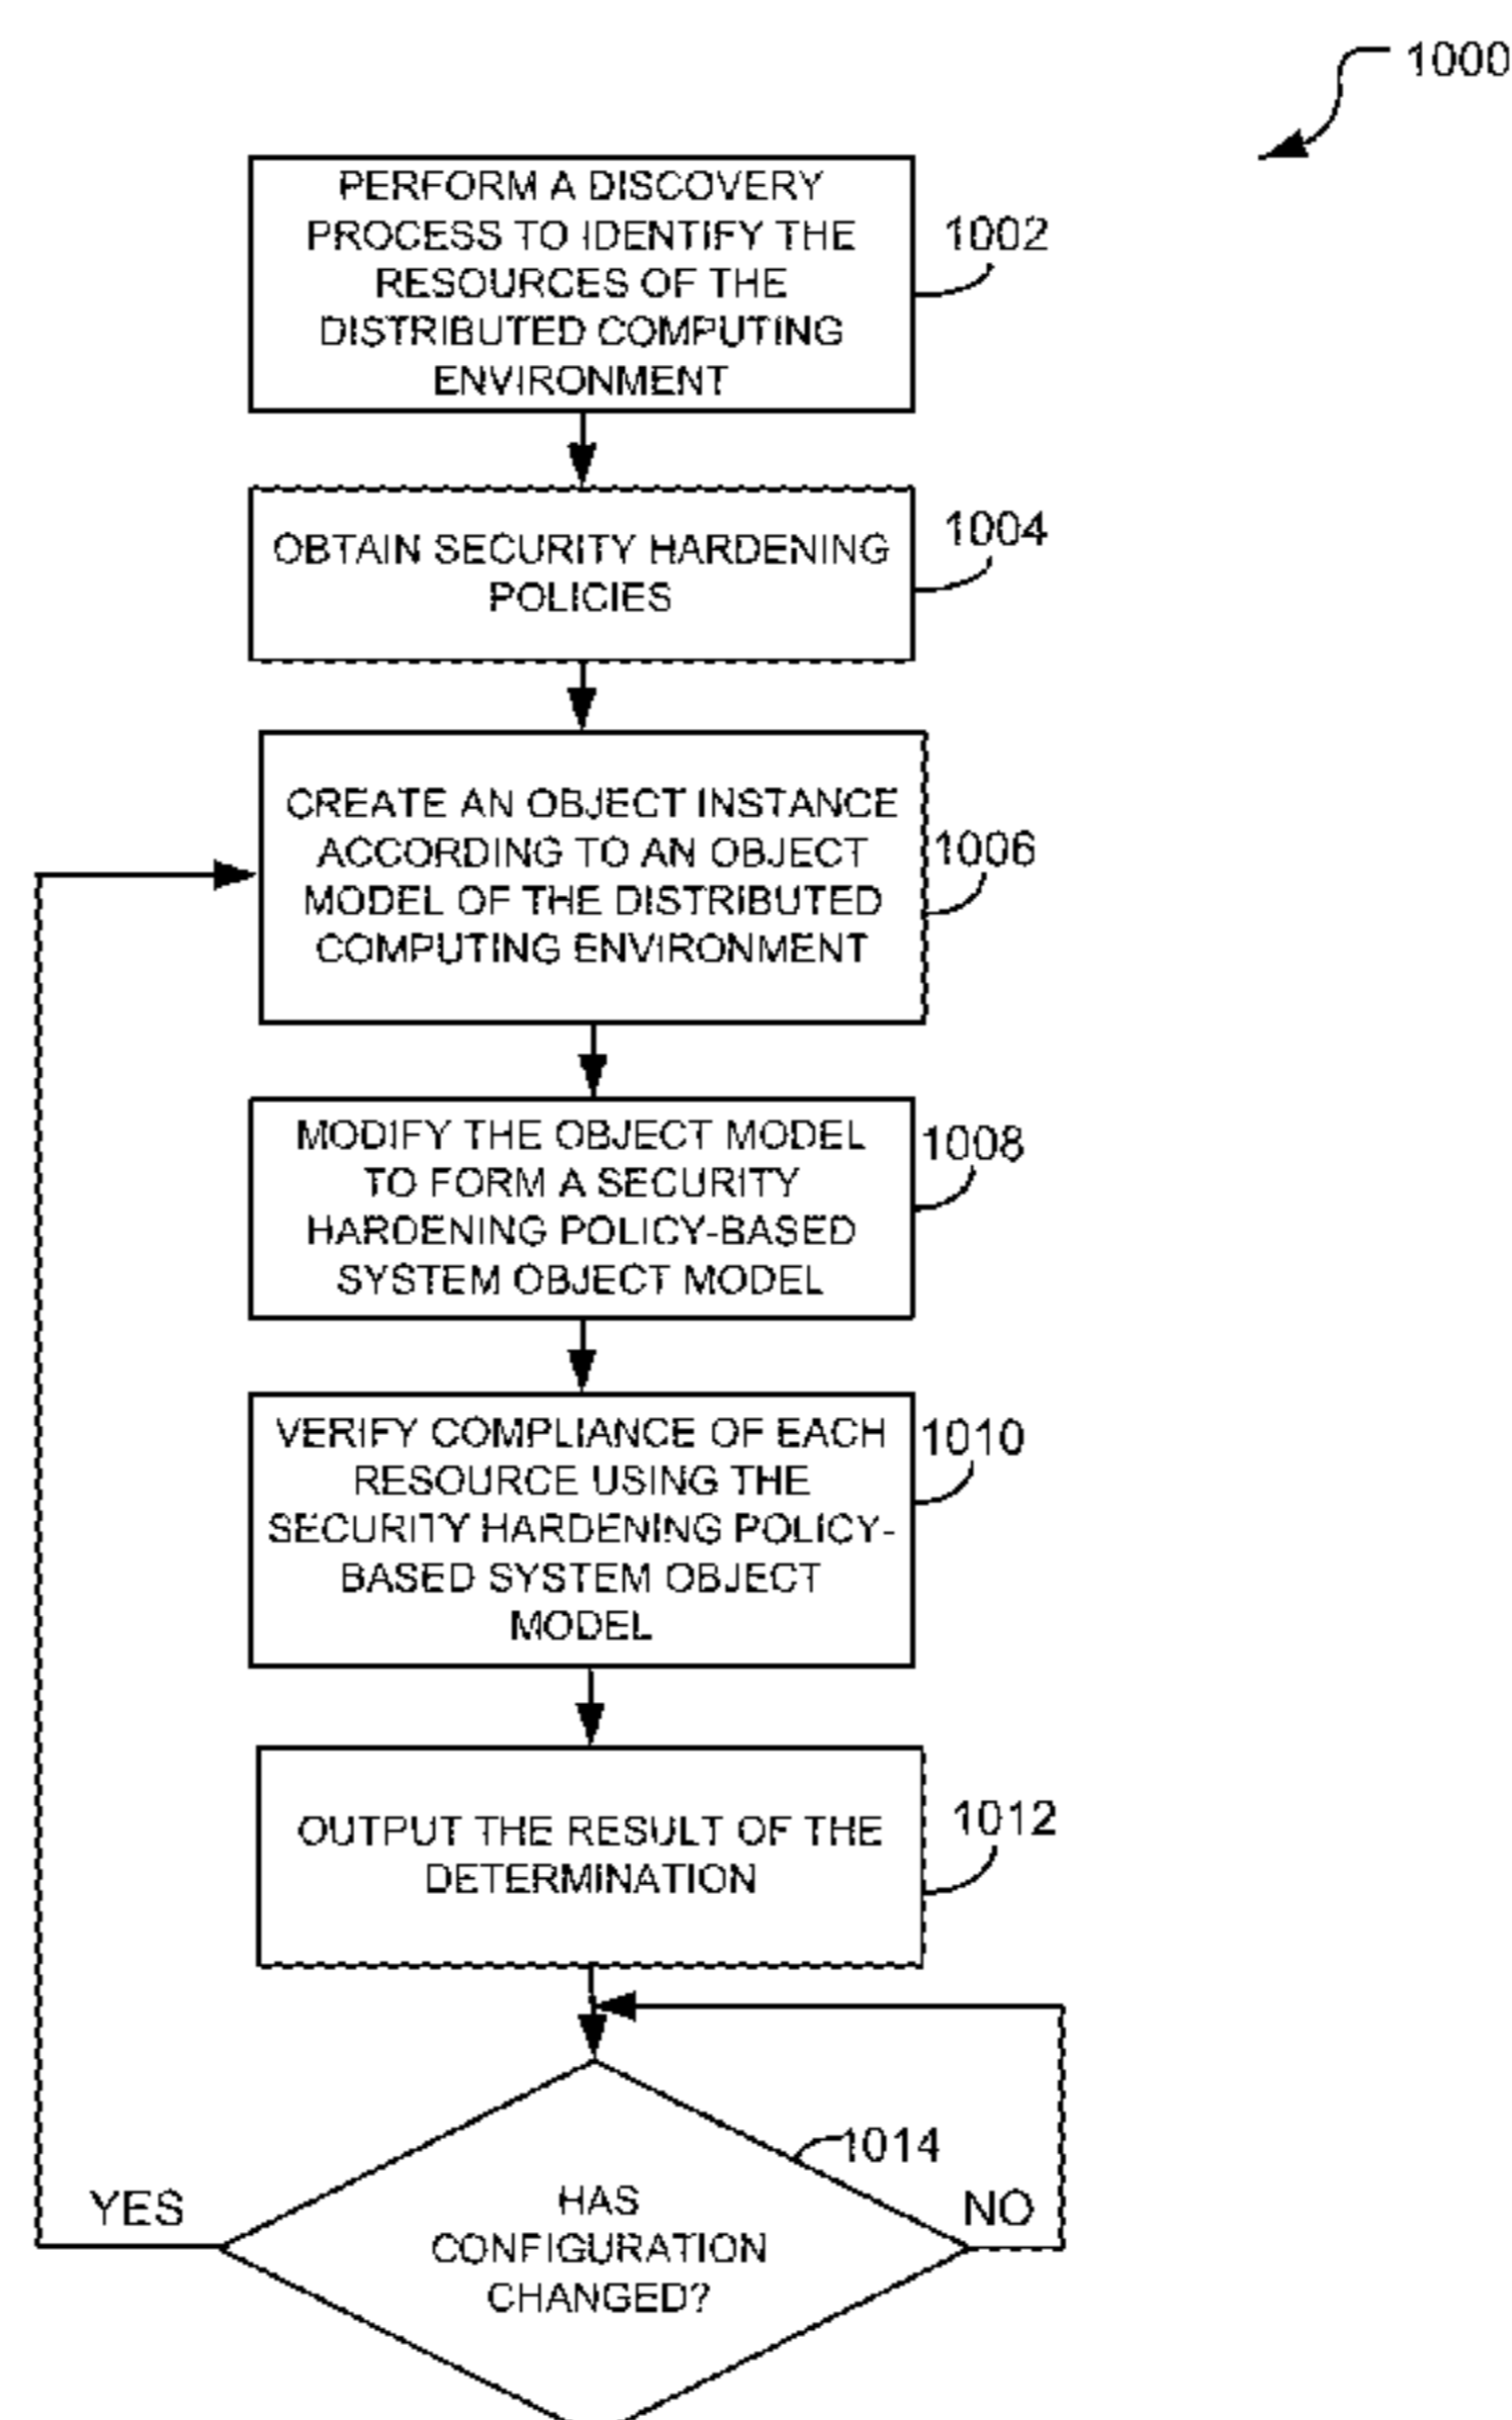 1000
PERFORM A DISCOVERY
PROCESS TO IDENTIFY THE
RESOURCES OF THE
DISTRIBUTED COMPUTING
ENVIRONMENT
1002
OBTAIN SECURITY HARDENING
POLICIES
1004
CREATE AN OBJECT INSTANCE
ACCORDING TO AN OBJECT
MODEL OF THE DISTRIBUTED
COMPUTING ENVIRONMENT
1006
MODIFY THE OBJECT MODEL
TO FORM A SECURITY
HARDENING POLICY-BASED
SYSTEM OBJECT MODEL
1008
VERIFY COMPLIANCE OF EACH
RESOURCE USING THE
SECURITY HARDENING POLICY-
BASED SYSTEM OBJECT
MODEL
1010
OUTPUT THE RESULT OF THE
DETERMINATION
1012
1014
YES
HAS
CONFIGURATION
CHANGED?
NO